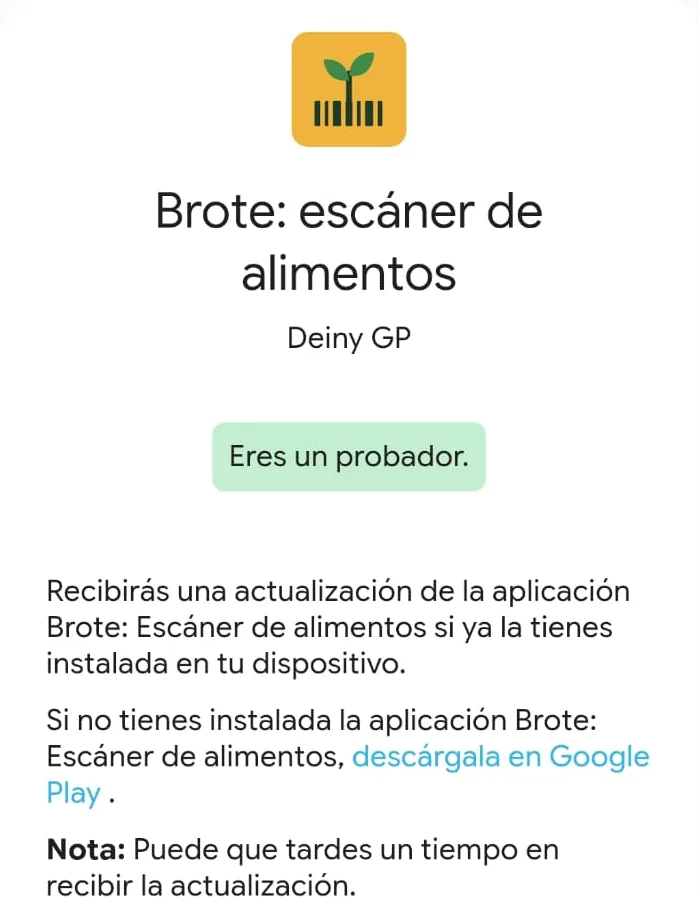 Brote: escáner de
alimentos
Deiny GP
Eres un probador.
Recibirás una actualización de la aplicación
Brote: Escáner de alimentos si ya la tienes
instalada en tu dispositivo.
Si no tienes instalada la aplicación Brote:
Escáner de alimentos, descárgala en Google
Play .
Nota: Puede que tardes un tiempo en
recibir la actualización.